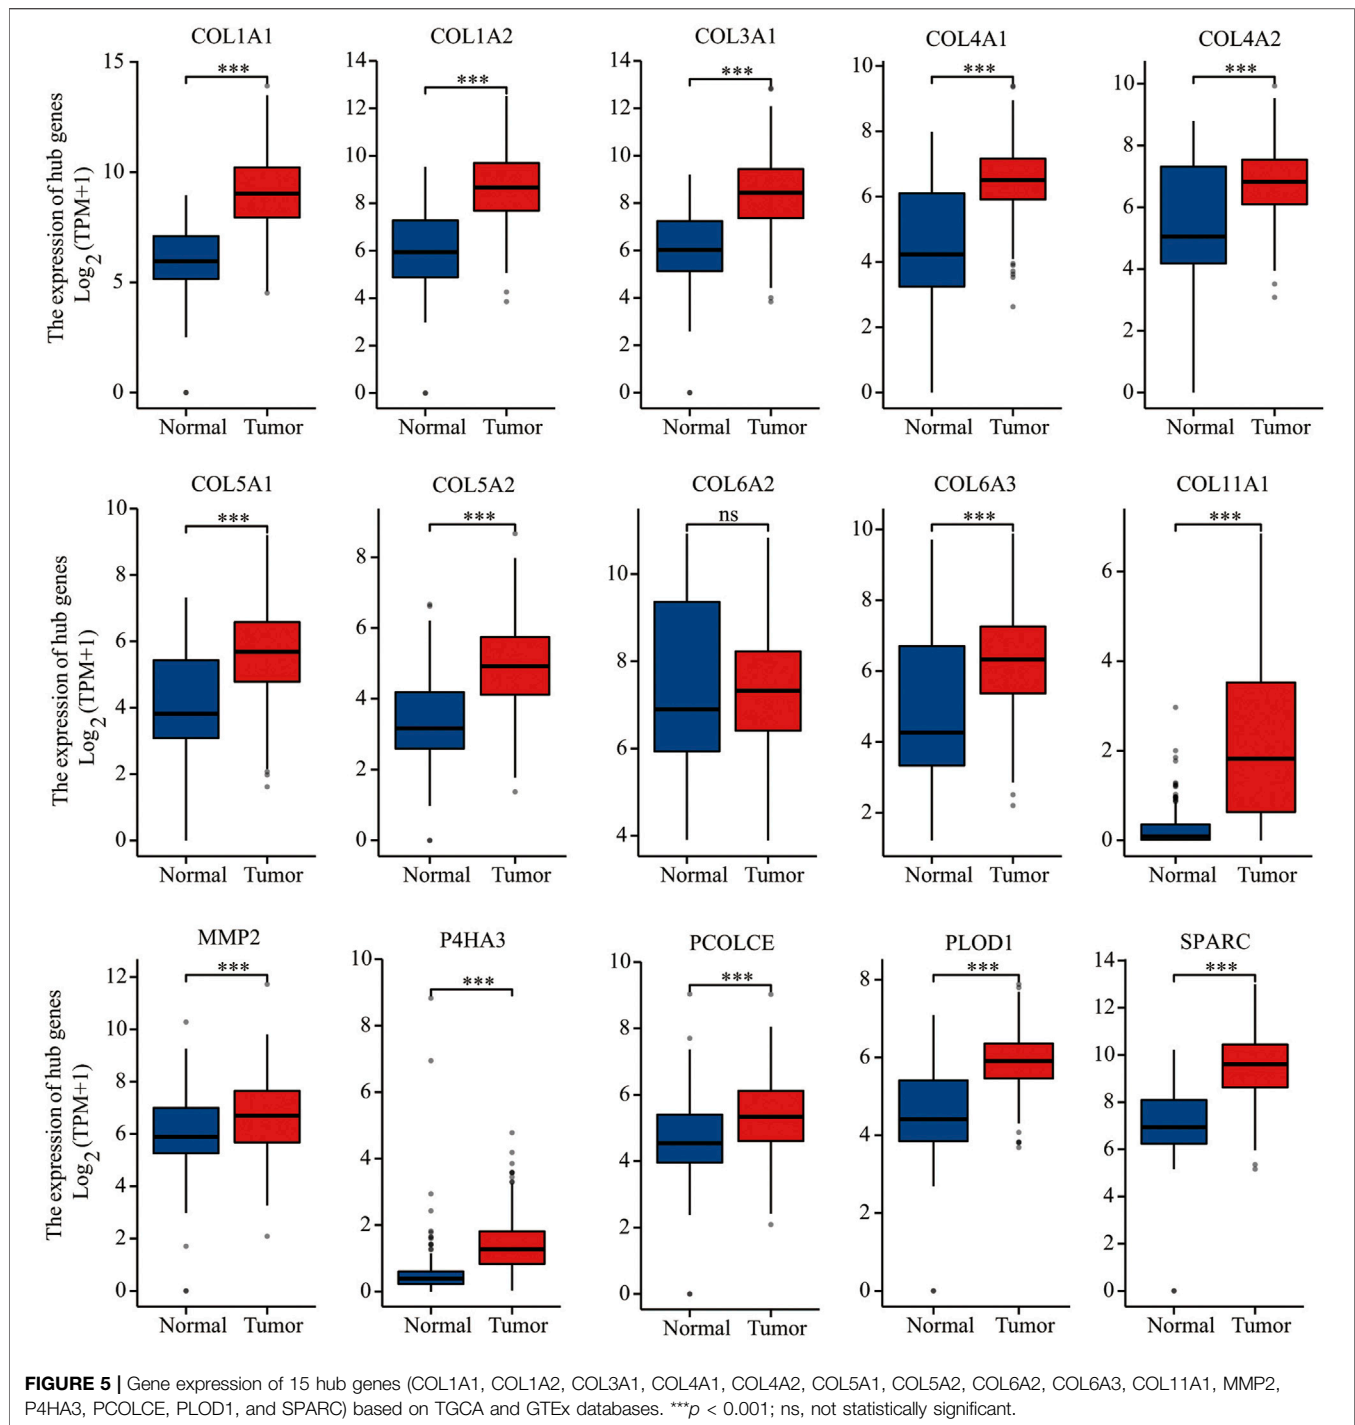 COL1A1
COL1A2
COL3A1
COL4A1
COL4A2
The expression of hub genes
Log2(TPM+1)
15
10
5
0
***
Normal Tumor
14
12
10
8
6
4
2
0
***
Normal Tumor
14
12
10
8
6
4
2
0
***
Normal Tumor
10
8
6
4
2
0
***
Normal Tumor
10
8
6
4
2
0
***
Normal Tumor
COL5A1
COL5A2
COL6A2
COL6A3
COL11A1
The expression of hub genes
Log2(TPM+1)
10
8
6
4
2
0
***
Normal Tumor
8
6
4
2
0
***
Normal Tumor
10
8
6
4
ns
Normal Tumor
10
8
6
4
2
***
Normal Tumor
6
4
2
0
***
Normal Tumor
MMP2
P4HA3
PCOLCE
PLOD1
SPARC
The expression of hub genes
Log2(TPM+1)
12
10
8
6
4
2
0
***
Normal Tumor
10
8
6
4
2
0
***
Normal Tumor
10
8
6
4
2
0
***
Normal Tumor
8
6
4
2
0
***
Normal Tumor
14
12
10
8
6
4
2
0
***
Normal Tumor
FIGURE 5 | Gene expression of 15 hub genes (COL1A1, COL1A2, COL3A1, COL4A1, COL4A2, COL5A1, COL5A2, COL6A2, COL6A3, COL11A1, MMP2,
P4HA3, PCOLCE, PLOD1, and SPARC) based on TGCA and GTEx databases. ***p < 0.001; ns, not statistically significant.